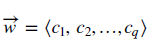 w⃗ = ⟨c₁, c₂,…,c_q⟩